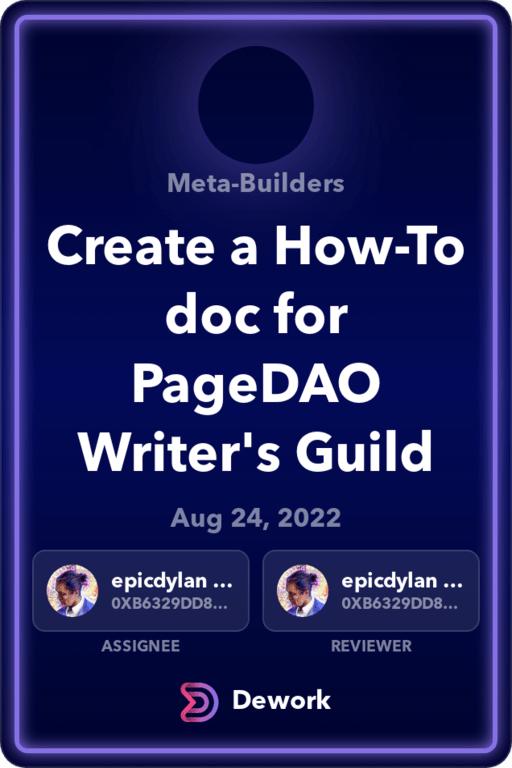 Meta-Builders
Create a How-To
doc for
PageDAO
Writer's Guild
Aug 24, 2022
epicdylan ...
0XB6329DD8...
ASSIGNEE
epicdylan ...
0XB6329DD8...
REVIEWER
Dework